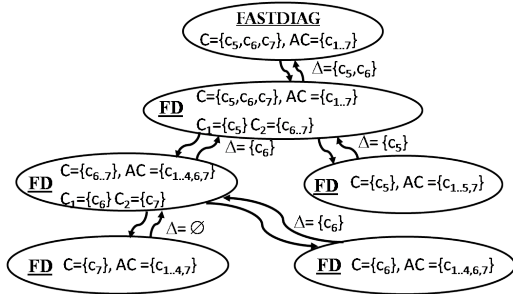 FASTDIAG
C={c₅,c₆,c₇}, AC={c₁..₇}
Δ={c₅,c₆}
FD C={c₅,c₆,c₇}, AC ={c₁..₇}
C₁={c₅} C₂={c₆..₇}
Δ= {c₆}
Δ= {c₅}
FD C={c₆..₇}, AC ={c₁..₄,₆,₇}
C₁={c₆} C₂={c₇}
FD C={c₅}, AC ={c₁..₅,₇}
Δ= ∅
Δ= {c₆}
FD C={c₇}, AC ={c₁..₄,₇}
FD C={c₆}, AC ={c₁..₄,₆,₇}